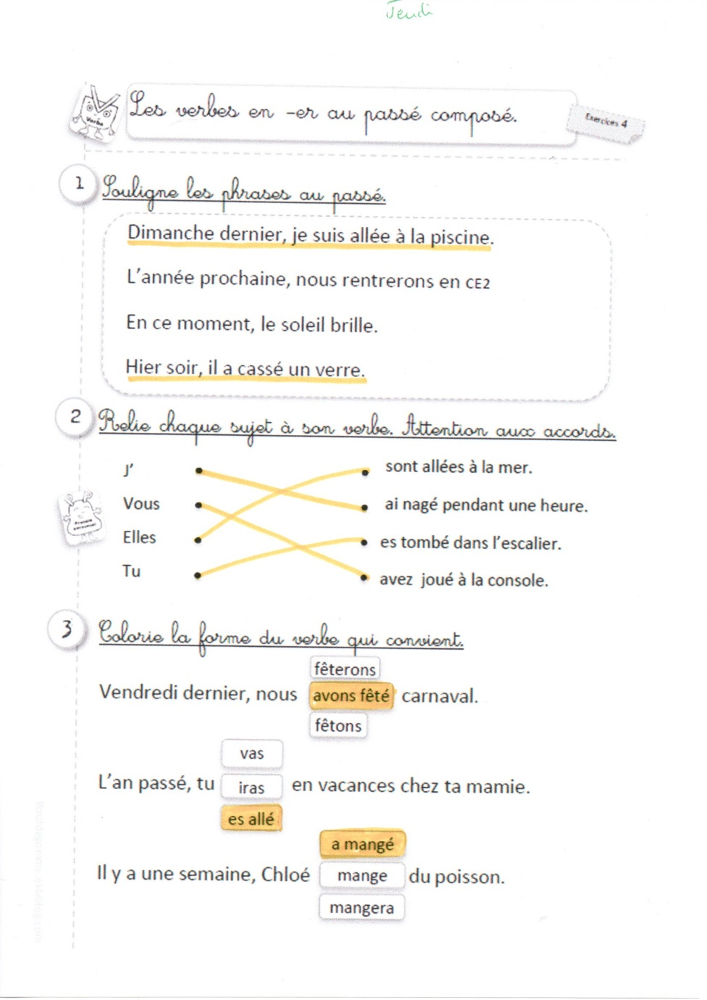 Jeudi
Verbe
Les verbes en -er au passé composé.
Exercices 4
1 Souligne les phrases au passé.
Dimanche dernier, je suis allée à la piscine.
L'année prochaine, nous rentrerons en CE2
En ce moment, le soleil brille.
Hier soir, il a cassé un verre.
2 Relie chaque sujet à son verbe. Attention aux accords.
J' sont allées à la mer.
Vous ai nagé pendant une heure.
Elles es tombé dans l'escalier.
Tu avez joué à la console.
Pronom
personnel
3 Colorie la forme du verbe qui convient.
fêterons
Vendredi dernier, nous avons fêté carnaval.
fêtons
vas
L'an passé, tu iras en vacances chez ta mamie.
es allé
a mangé
Il y a une semaine, Chloé mange du poisson.
mangera